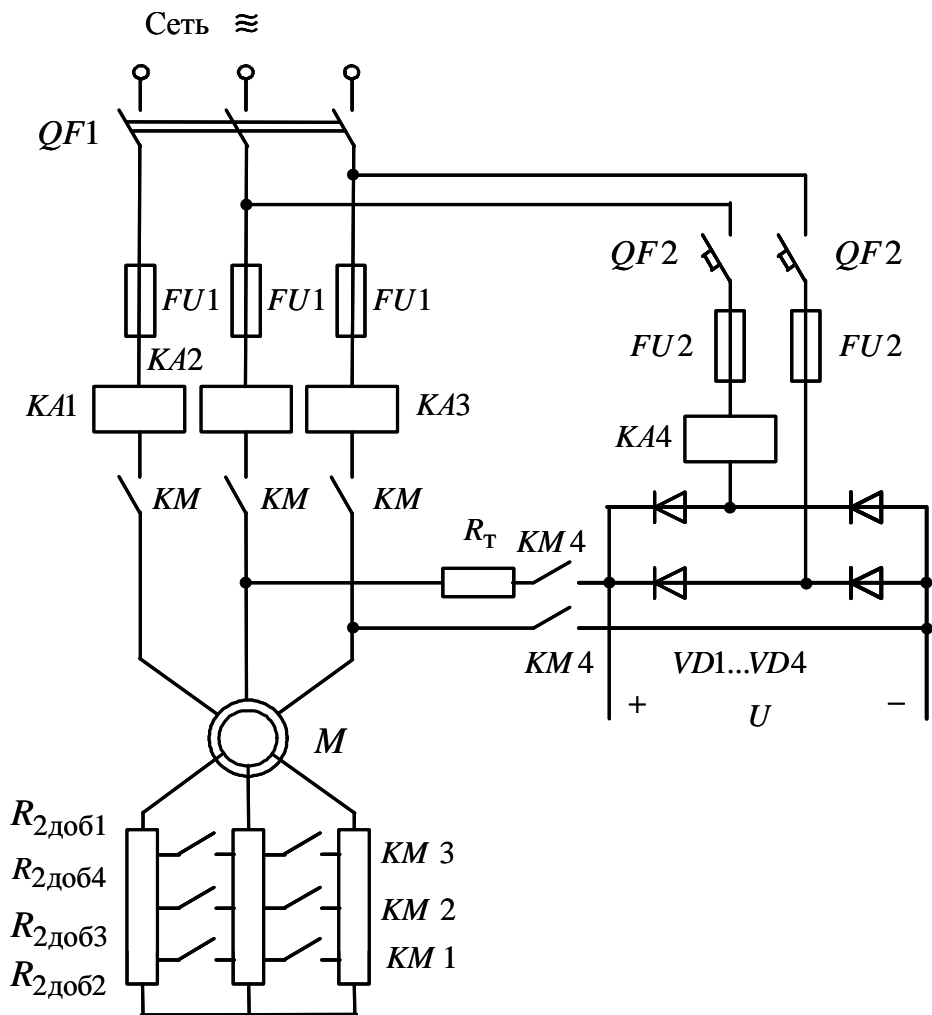 Сеть ≋
QF1
QF2 QF2
FU1 FU1 FU1
FU2 FU2
KA2
KA1 KA3
KA4
KM KM KM
Rт KM4
KM4 VD1...VD4
+ U −
M
R2доб1
KM 3
R2доб4
KM 2
R2доб3
KM 1
R2доб2